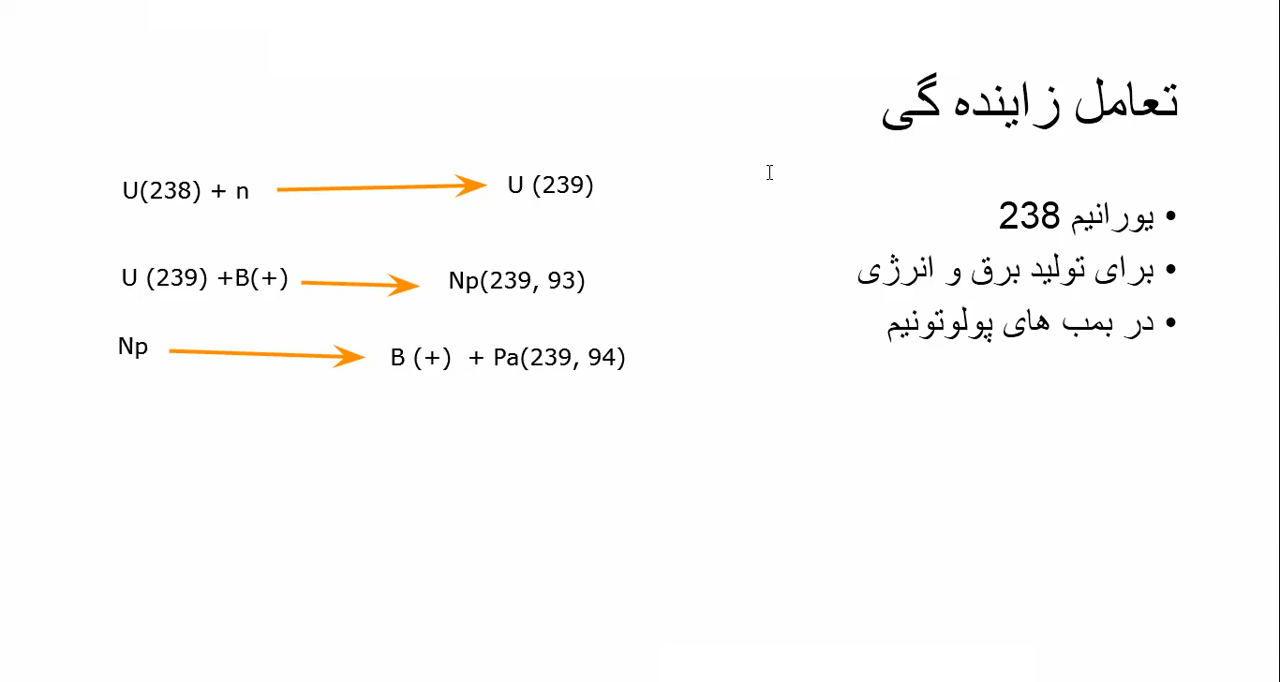 تعامل زاینده گی
• یورانیم 238
• برای تولید برق و انرژی
• در بمب های پولوتونیم
U(238) + n → U (239)
U (239) +B(+) → Np(239, 93)
Np → B (+) + Pa(239, 94)